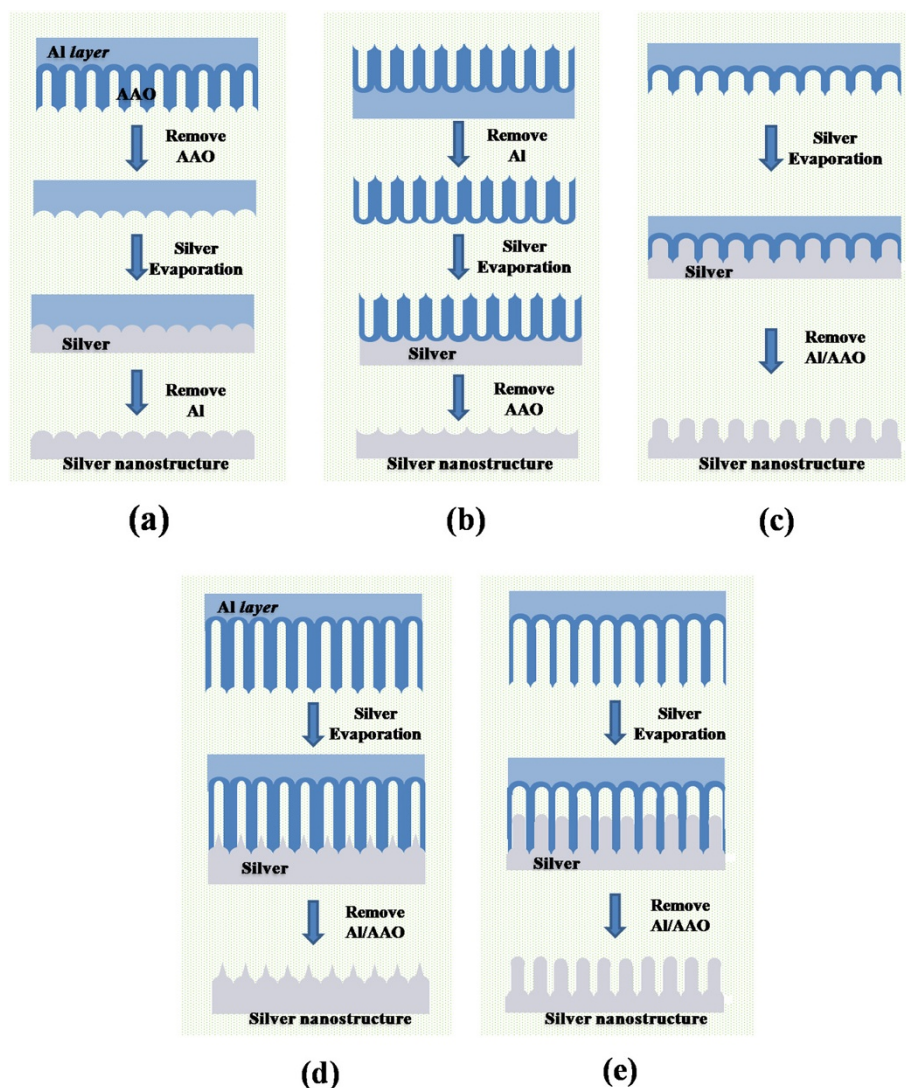 Al layer
AAO
Remove
AAO
Silver
Evaporation
Silver
Remove
Al
Silver nanostructure
(a)
Remove
Al
Silver
Evaporation
Silver
Remove
AAO
Silver nanostructure
(b)
Silver
Evaporation
Silver
Remove
Al/AAO
Silver nanostructure
(c)
Al layer
Silver
Evaporation
Silver
Remove
Al/AAO
Silver nanostructure
(d)
Silver
Evaporation
Silver
Remove
Al/AAO
Silver nanostructure
(e)